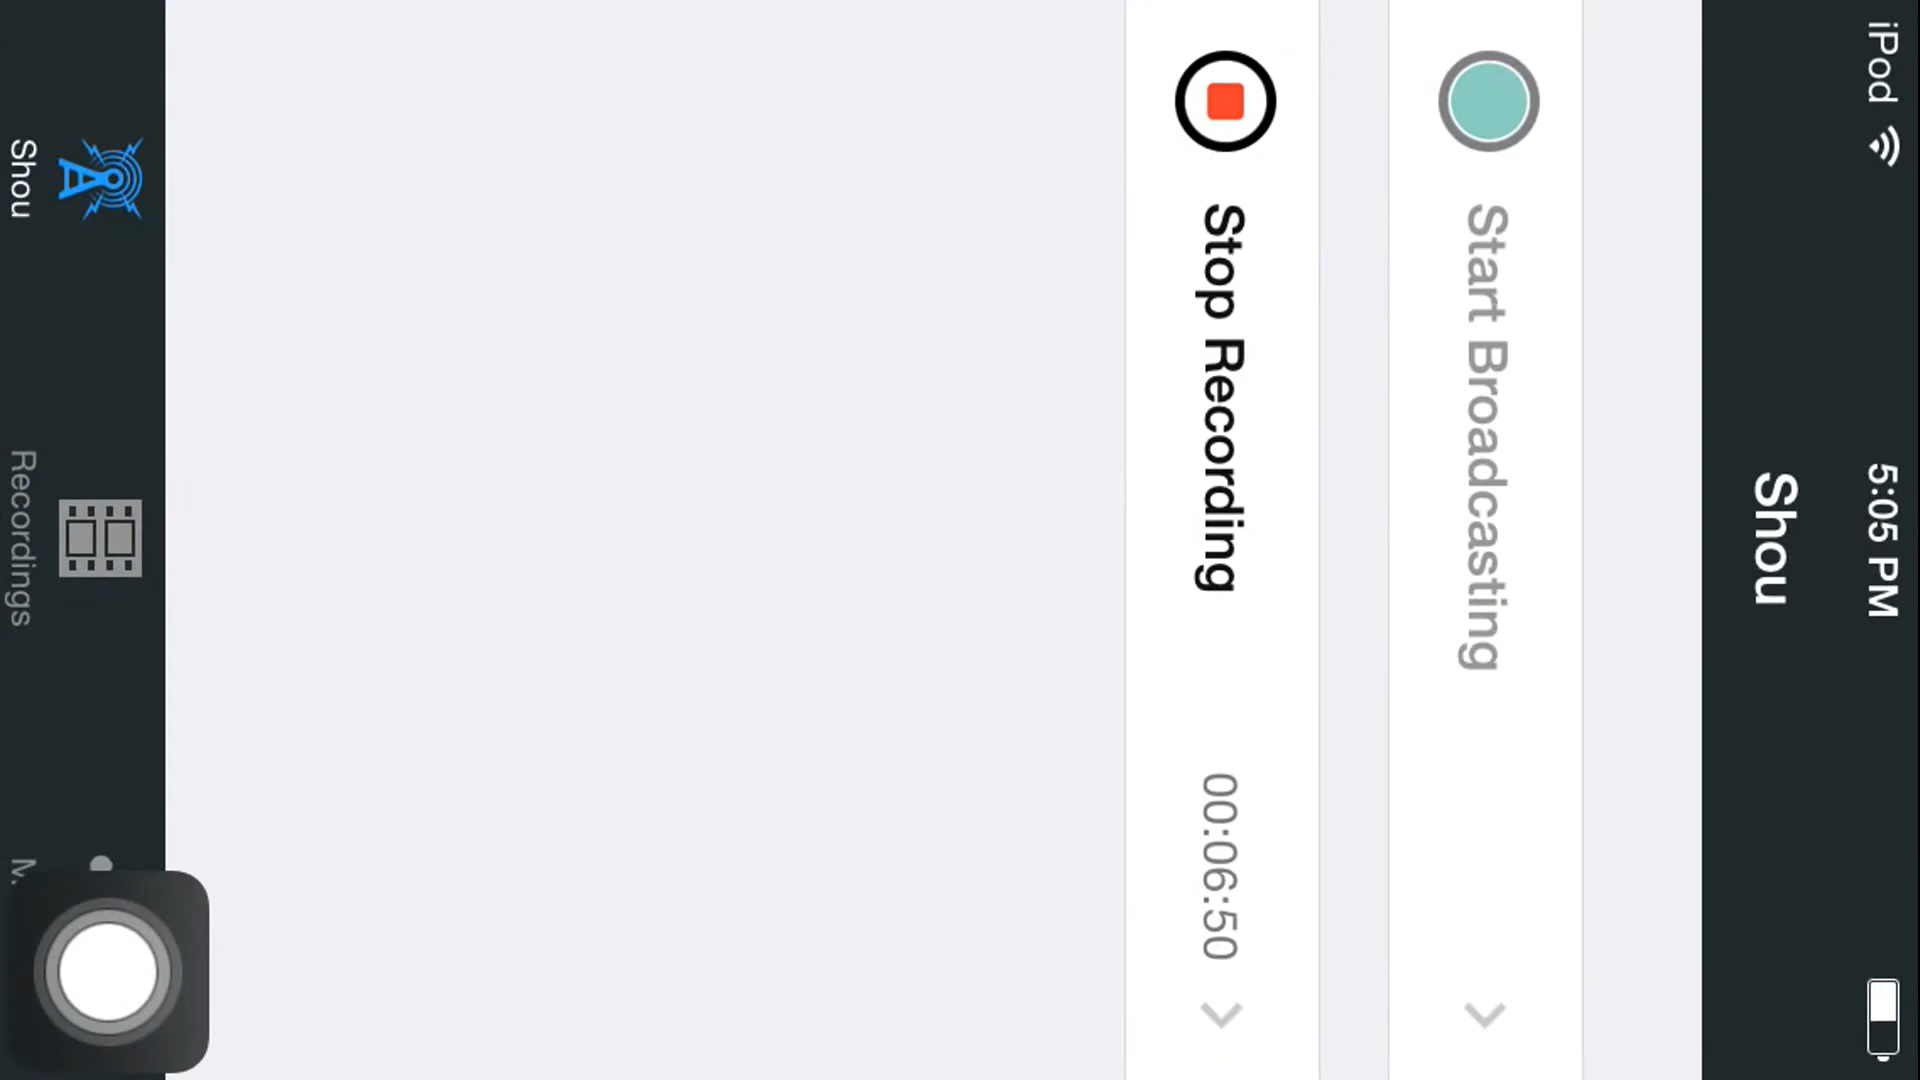 iPod 5:05 PM
Shou
Start Broadcasting
Stop Recording 00:06:50
Shou Recordings